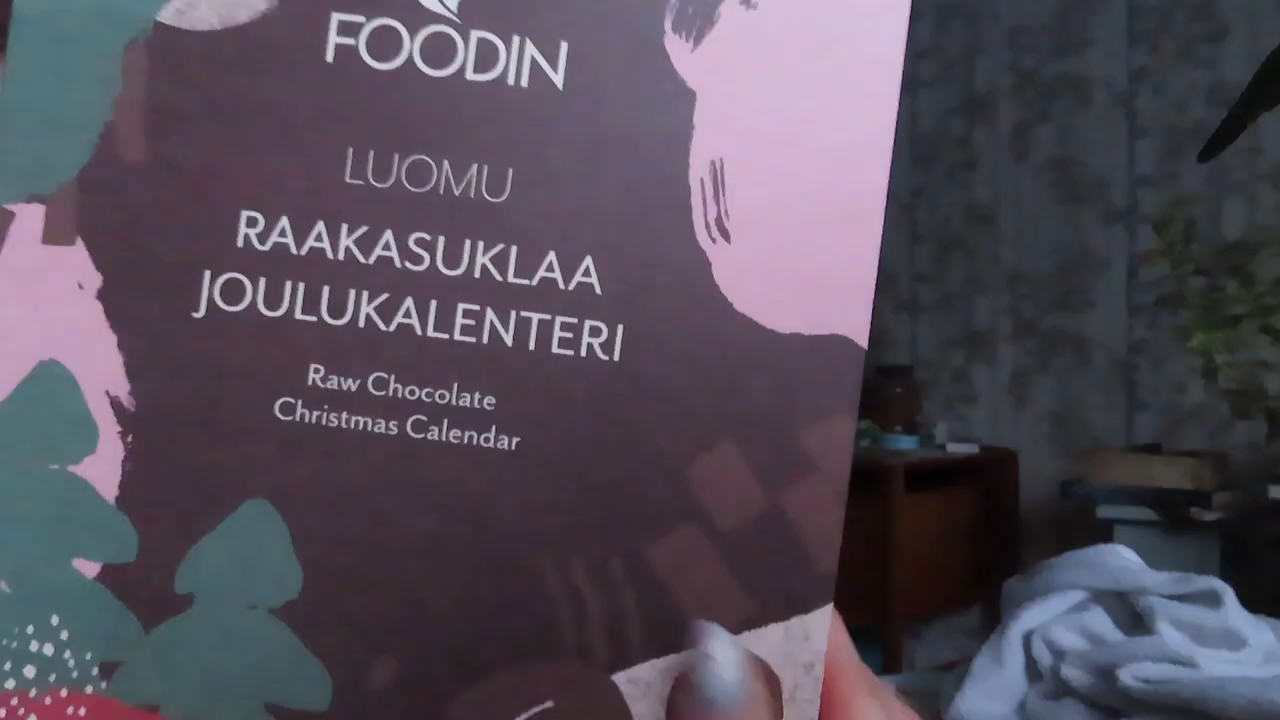 FOODIN
LUOMU
RAAKASUKLAA
JOULUKALENTERI
Raw Chocolate
Christmas Calendar